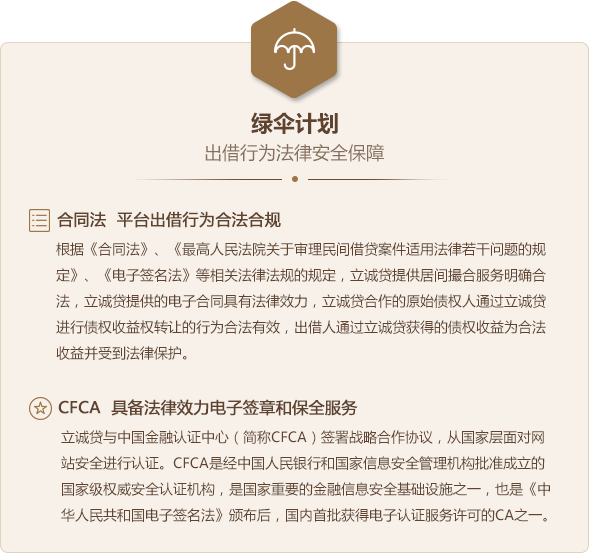 绿伞计划
出借行为法律安全保障
合同法 平台出借行为合法合规
根据《合同法》、《最高人民法院关于审理民间借贷案件适用法律若干问题的规
定》、《电子签名法》等相关法律法规的规定，立诚贷提供居间撮合服务明确合
法，立诚贷提供的电子合同具有法律效力，立诚贷合作的原始债权人通过立诚贷
进行债权收益权转让的行为合法有效，出借人通过立诚贷获得的债权收益为合法
收益并受到法律保护。
CFCA 具备法律效力电子签章和保全服务
立诚贷与中国金融认证中心（简称CFCA）签署战略合作协议，从国家层面对网
站安全进行认证。CFCA是经中国人民银行和国家信息安全管理机构批准成立的
国家级权威安全认证机构，是国家重要的金融信息安全基础设施之一，也是《中
华人民共和国电子签名法》颁布后，国内首批获得电子认证服务许可的CA之一。